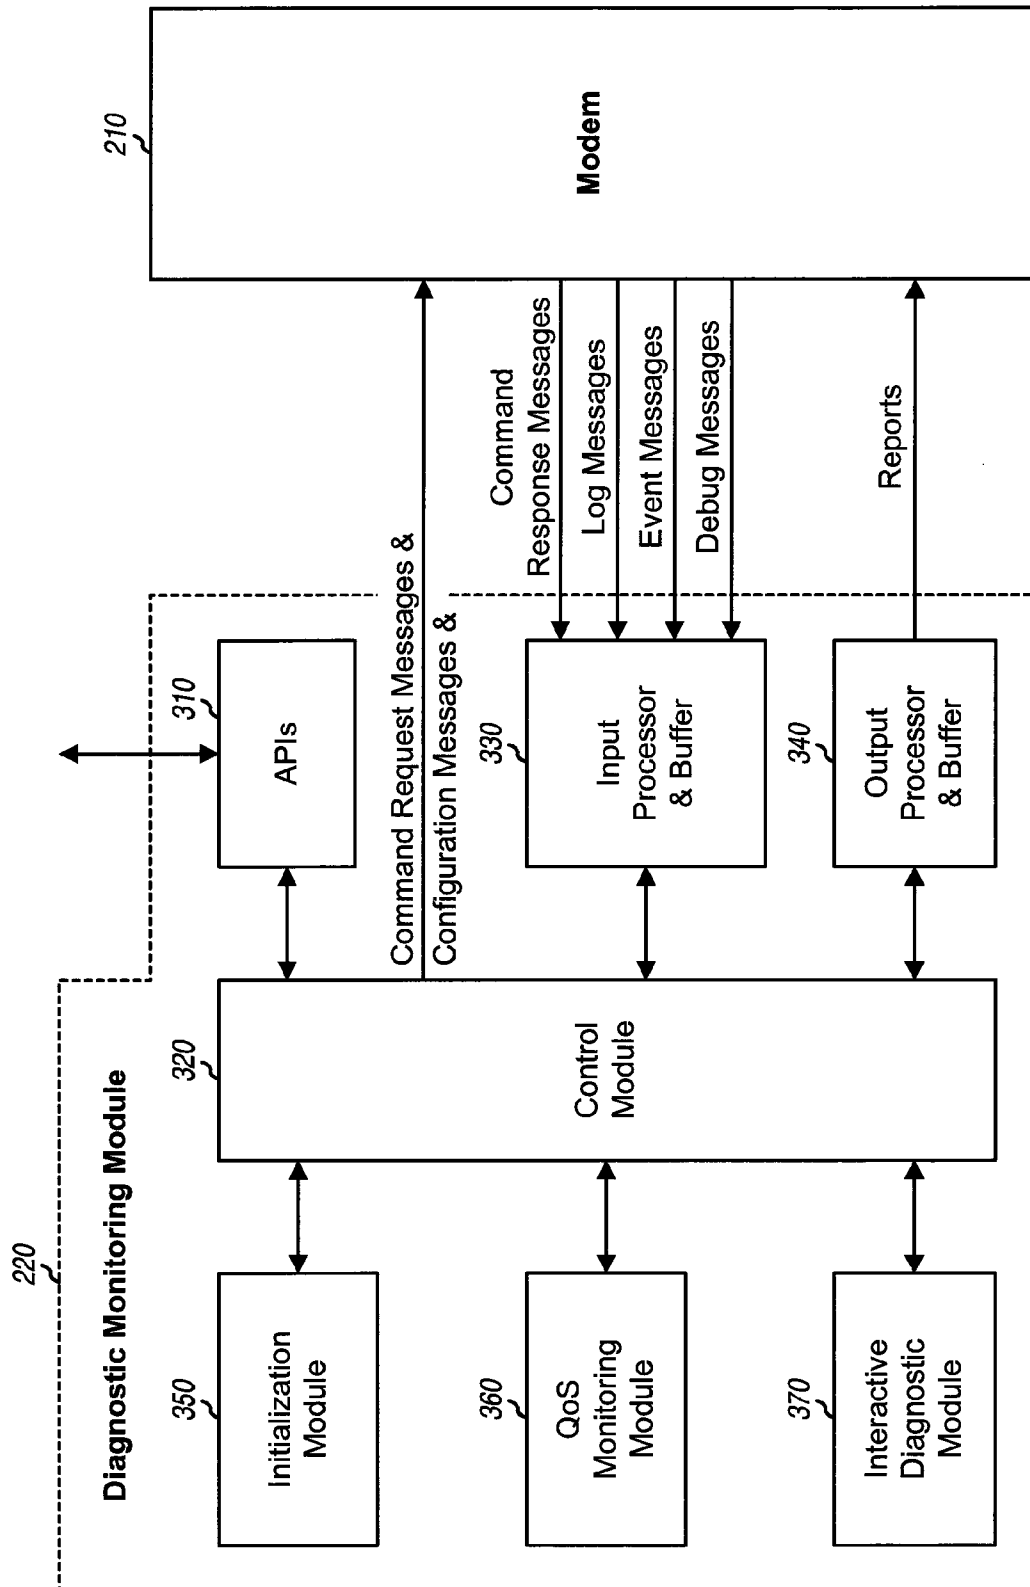 220
Diagnostic Monitoring Module
350
Initialization
Module
360
QoS
Monitoring
Module
370
Interactive
Diagnostic
Module
320
Control
Module
310
APIs
Command Request Messages &
Configuration Messages &
330
Input
Processor
& Buffer
340
Output
Processor
& Buffer
Command
Response Messages
Log Messages
Event Messages
Debug Messages
Reports
210
Modem